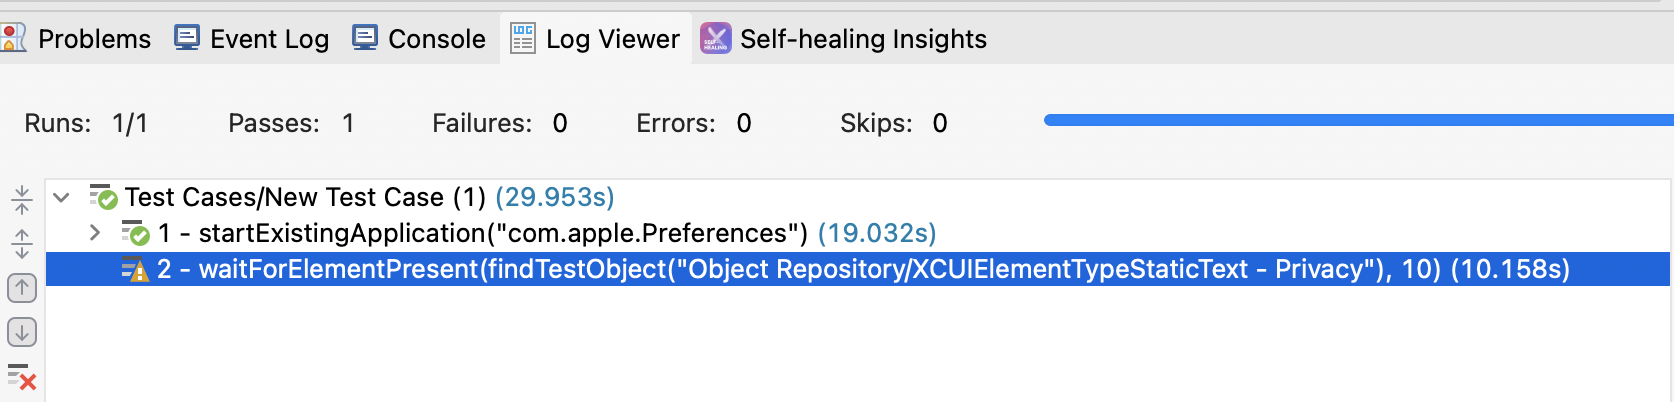 Problems Event Log Console Log Viewer Self-healing Insights
Runs: 1/1 Passes: 1 Failures: 0 Errors: 0 Skips: 0
Test Cases/New Test Case (1) (29.953s)
1 - startExistingApplication("com.apple.Preferences") (19.032s)
2 - waitForElementPresent(findTestObject("Object Repository/XCUIElementTypeStaticText - Privacy"), 10) (10.158s)